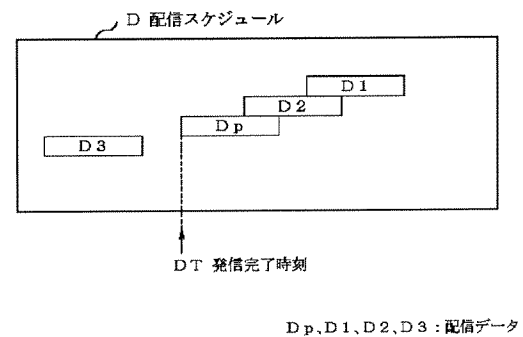 D 配信スケジュール
D1
D2
Dp
D3
DT 発信完了時刻
Dp、D1、D2、D3：配信データ